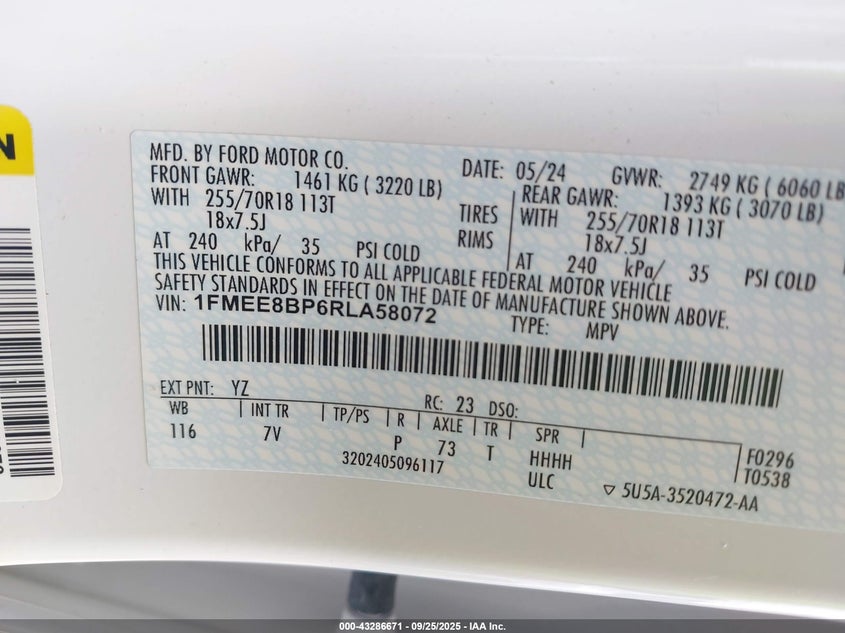 N
MFD. BY FORD MOTOR CO.
DATE: 05/24 GVWR: 2749 KG ( 6060 LB
FRONT GAWR: 1461 KG ( 3220 LB)
REAR GAWR: 1393 KG ( 3070 LB)
WITH 255/70R18 113T TIRES WITH 255/70R18 113T
18x7.5J RIMS 18x7.5J
AT 240 kPa/ 35 PSI COLD AT 240 kPa/ 35 PSI COLD
THIS VEHICLE CONFORMS TO ALL APPLICABLE FEDERAL MOTOR VEHICLE
SAFETY STANDARDS IN EFFECT ON THE DATE OF MANUFACTURE SHOWN ABOVE.
VIN: 1FMEE8BP6RLA58072
TYPE: MPV
EXT PNT: YZ RC: 23 DSO:
WB INT TR TP/PS R AXLE TR SPR
116 7V P 73 T HHHH F0296
3202405096117 ULC T0538
▽ 5U5A-3520472-AA
000-43286671 - 09/25/2025 - IAA Inc.